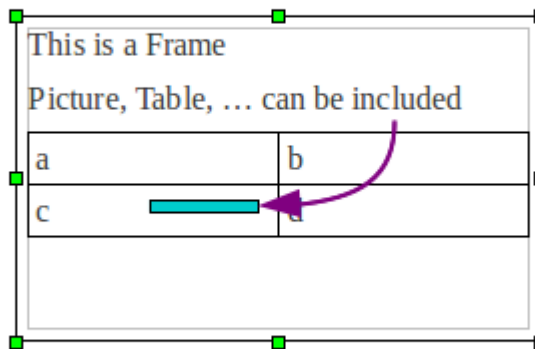 This is a Frame
Picture, Table, … can be included
a b
c d